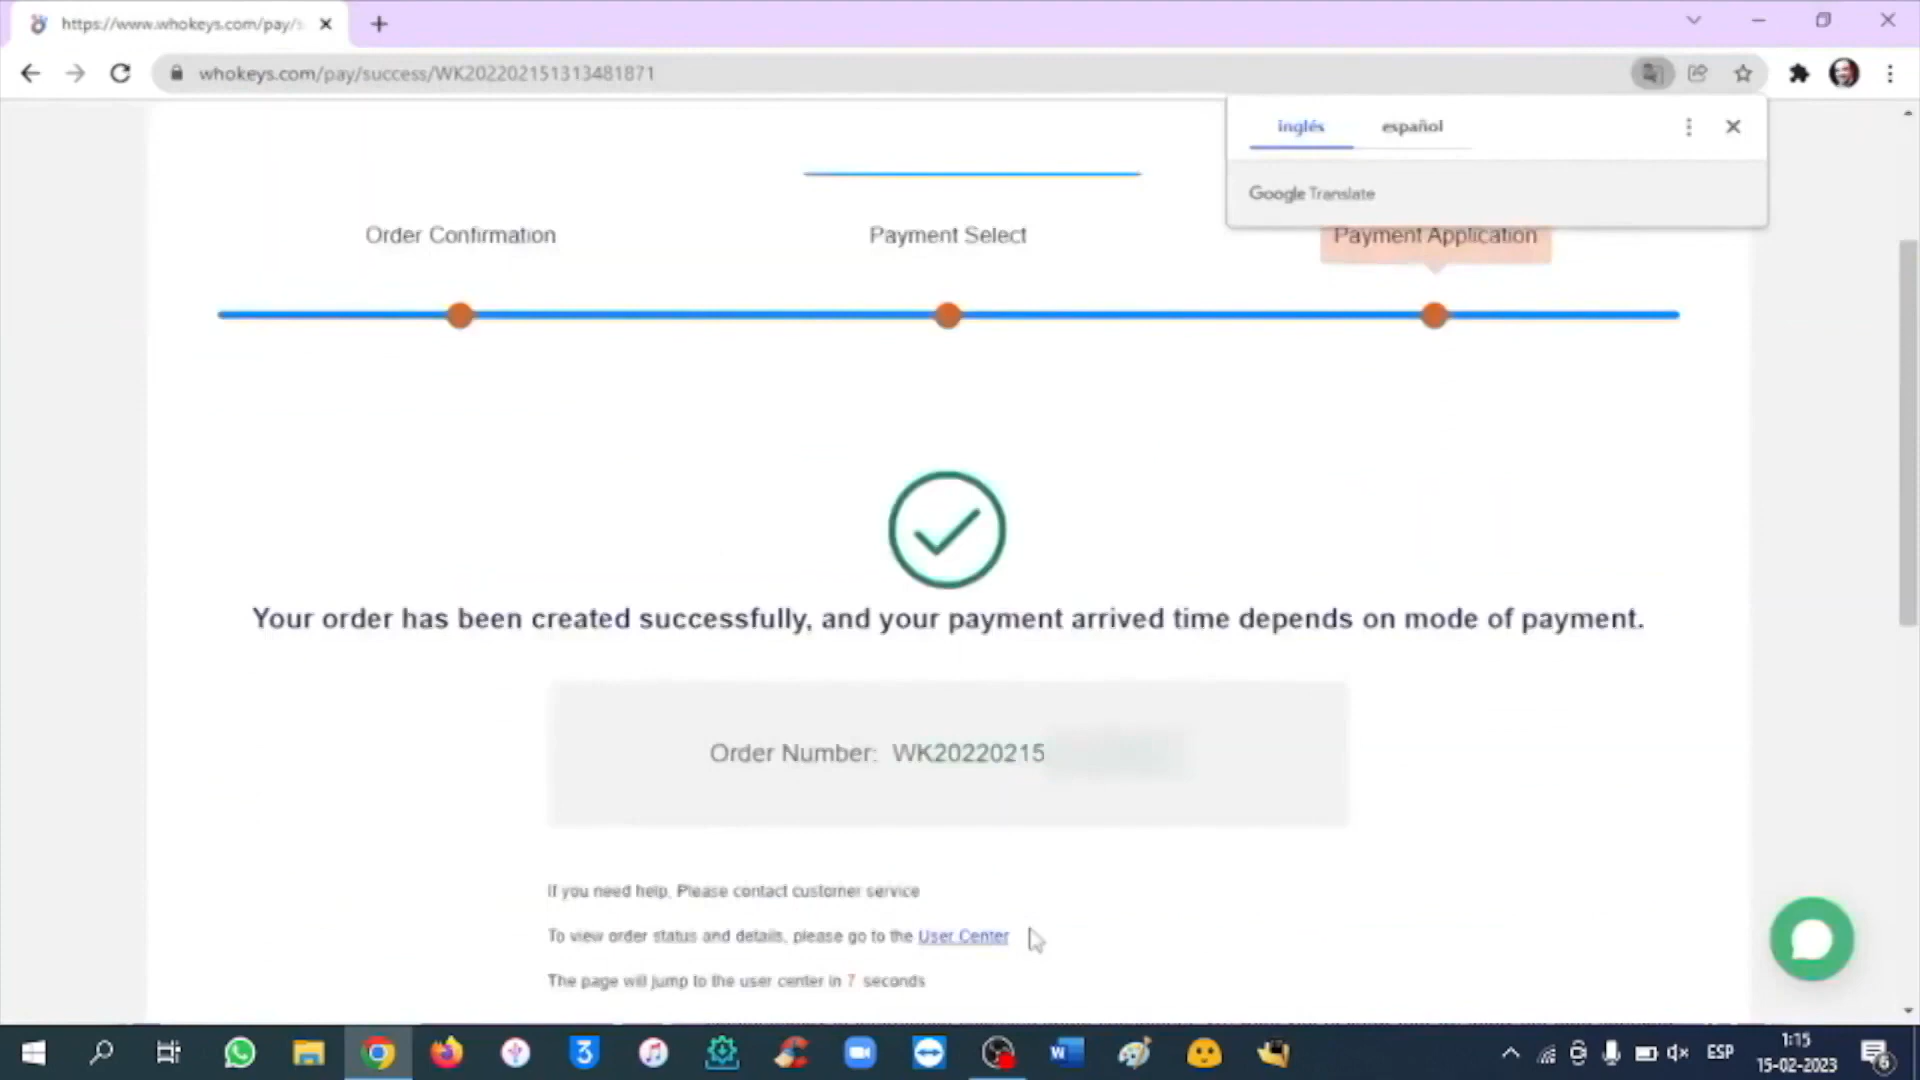 https://www.whokeys.com/pay/s
whokeys.com/pay/success/WK202202151313481871
inglés español
Google Translate
Order Confirmation Payment Select Payment Application
Your order has been created successfully, and your payment arrived time depends on mode of payment.
Order Number: WK20220215
If you need help, Please contact customer service
To view order status and details, please go to the User Center
The page will jump to the user center in 7 seconds
ESP
1:15
15-02-2023
6